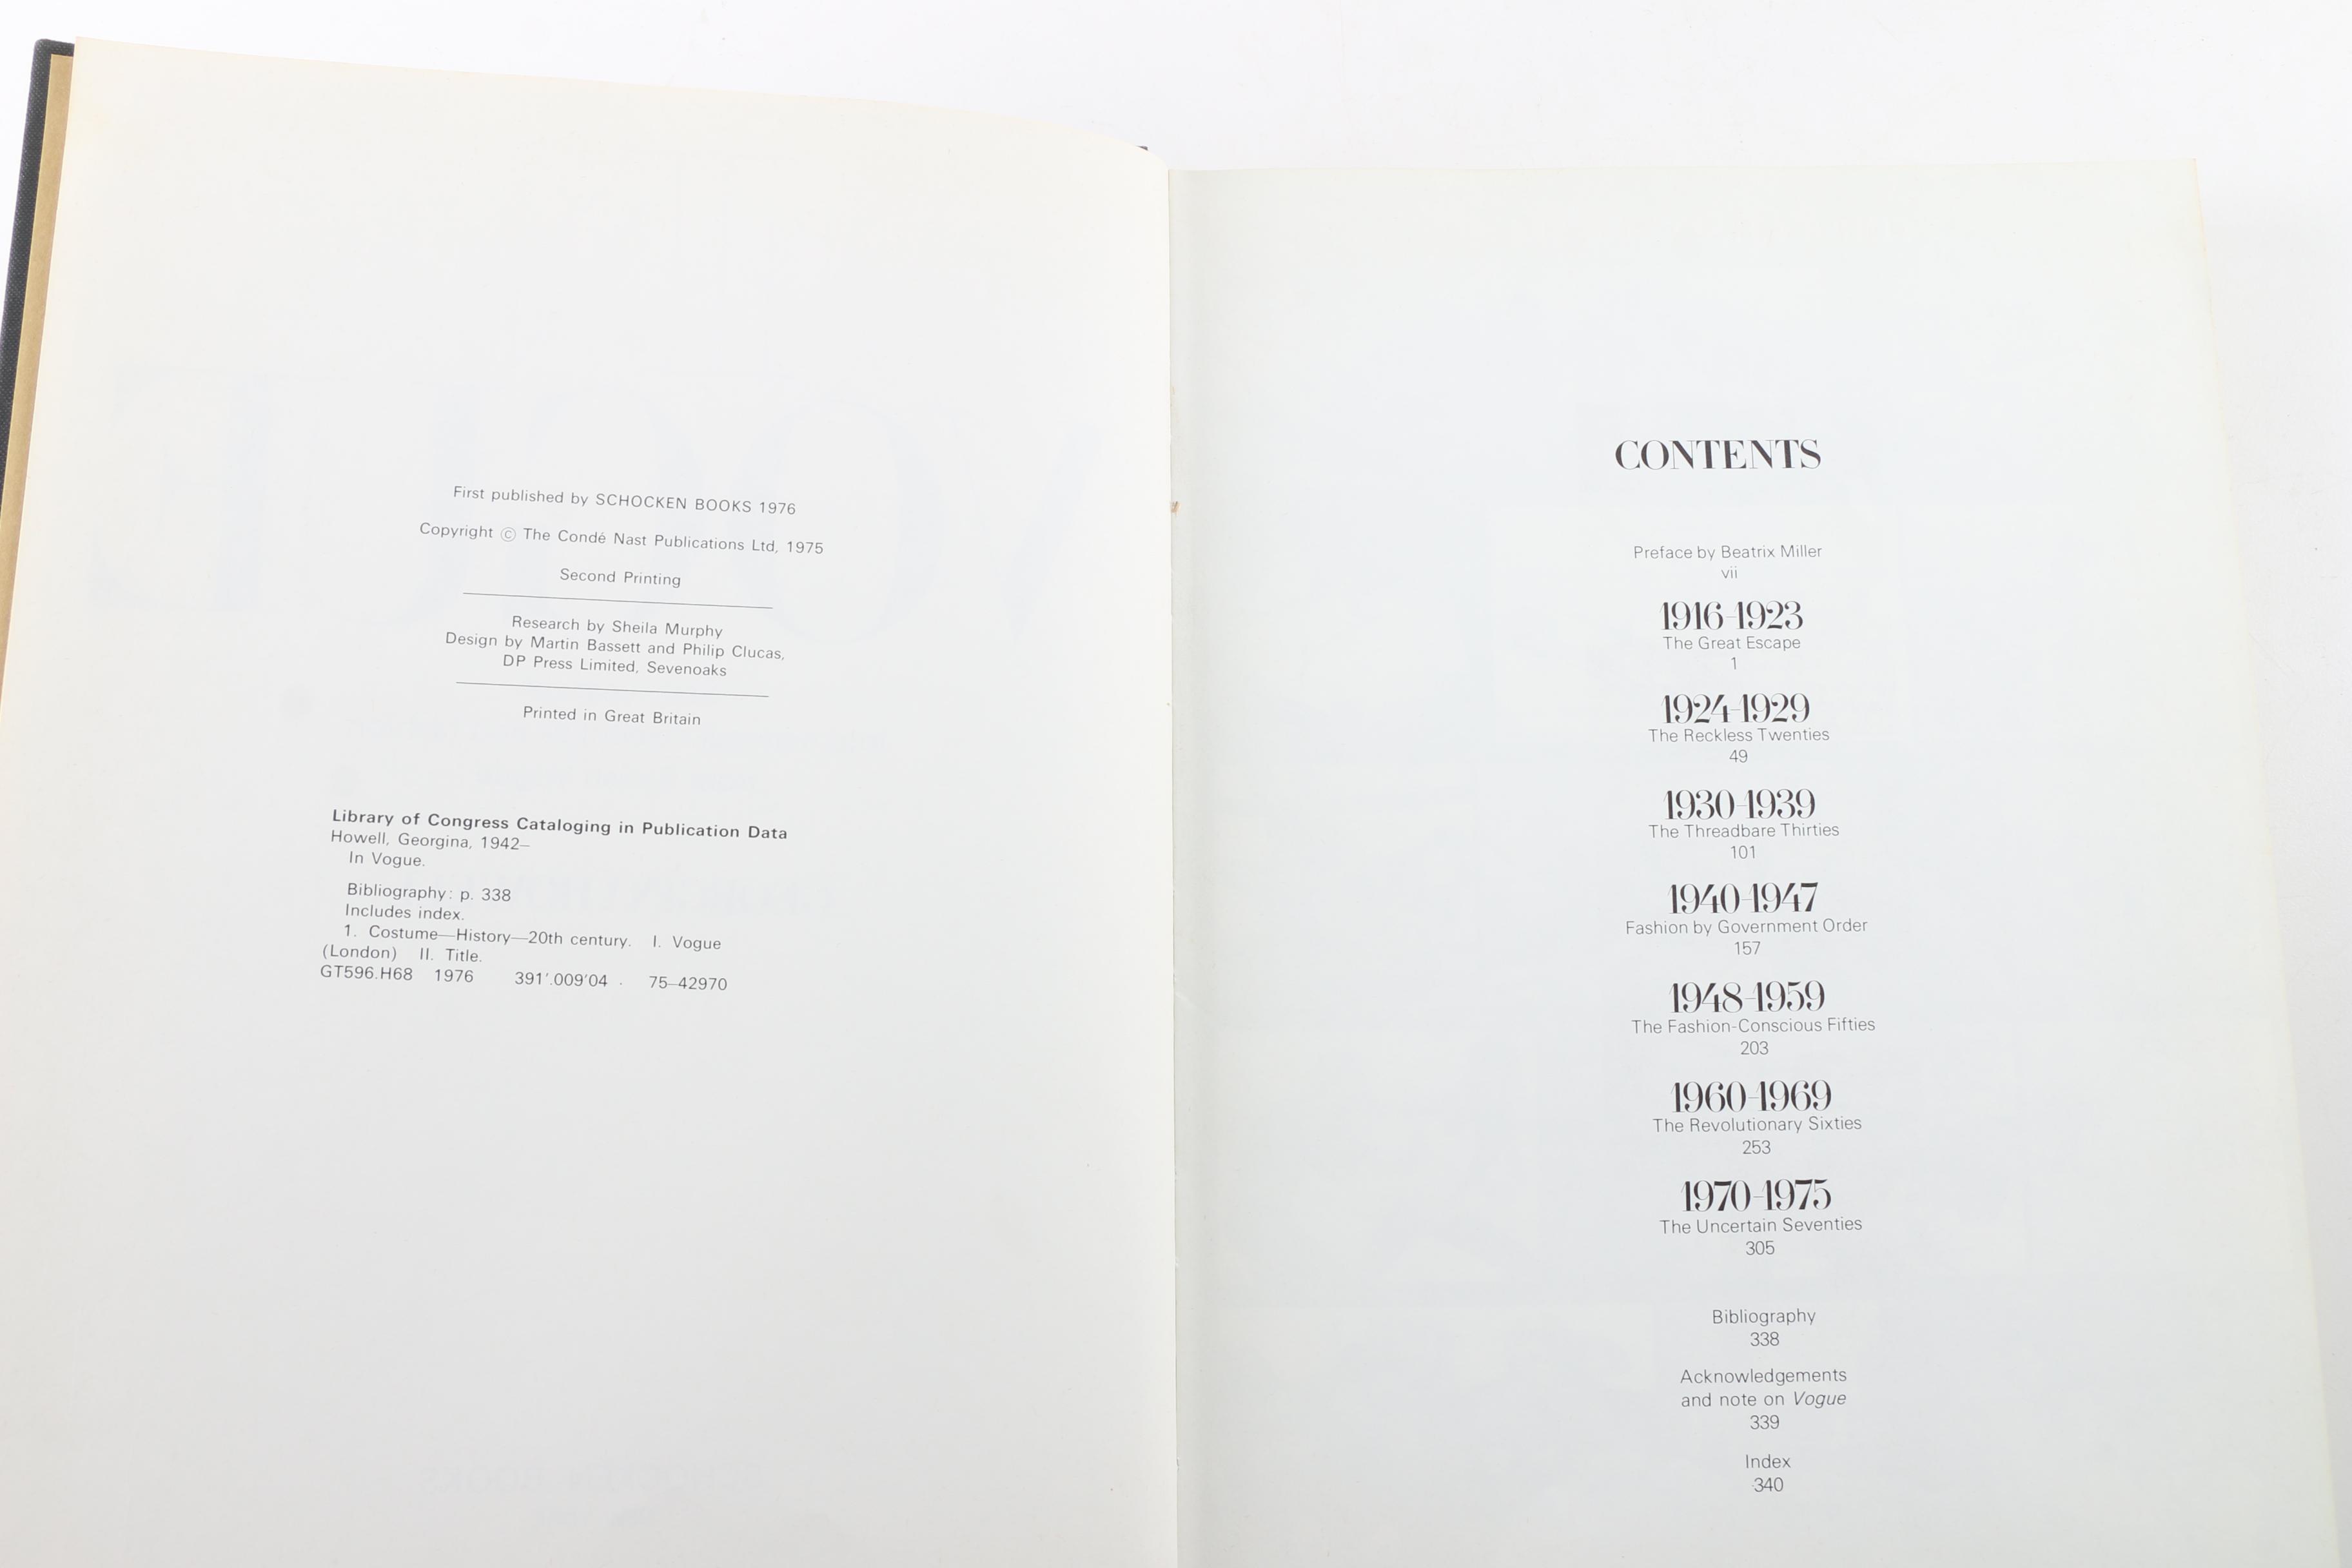 First published by SCHOCKEN BOOKS 1976
Copyright © The Condé Nast Publications Ltd, 1975
Second Printing
Research by Sheila Murphy
Design by Martin Bassett and Philip Clucas,
DP Press Limited, Sevenoaks
Printed in Great Britain
Library of Congress Cataloging in Publication Data
Howell, Georgina, 1942–
In Vogue.
Bibliography: p. 338
Includes index.
1. Costume—History—20th century. I. Vogue
(London) II. Title.
GT596.H68 1976 391'.009'04 75–42970
CONTENTS
Preface by Beatrix Miller
vii
1916-1923
The Great Escape
1
1924-1929
The Reckless Twenties
49
1930-1939
The Threadbare Thirties
101
1940-1947
Fashion by Government Order
157
1948-1959
The Fashion-Conscious Fifties
203
1960-1969
The Revolutionary Sixties
253
1970-1975
The Uncertain Seventies
305
Bibliography
338
Acknowledgements
and note on Vogue
339
Index
340